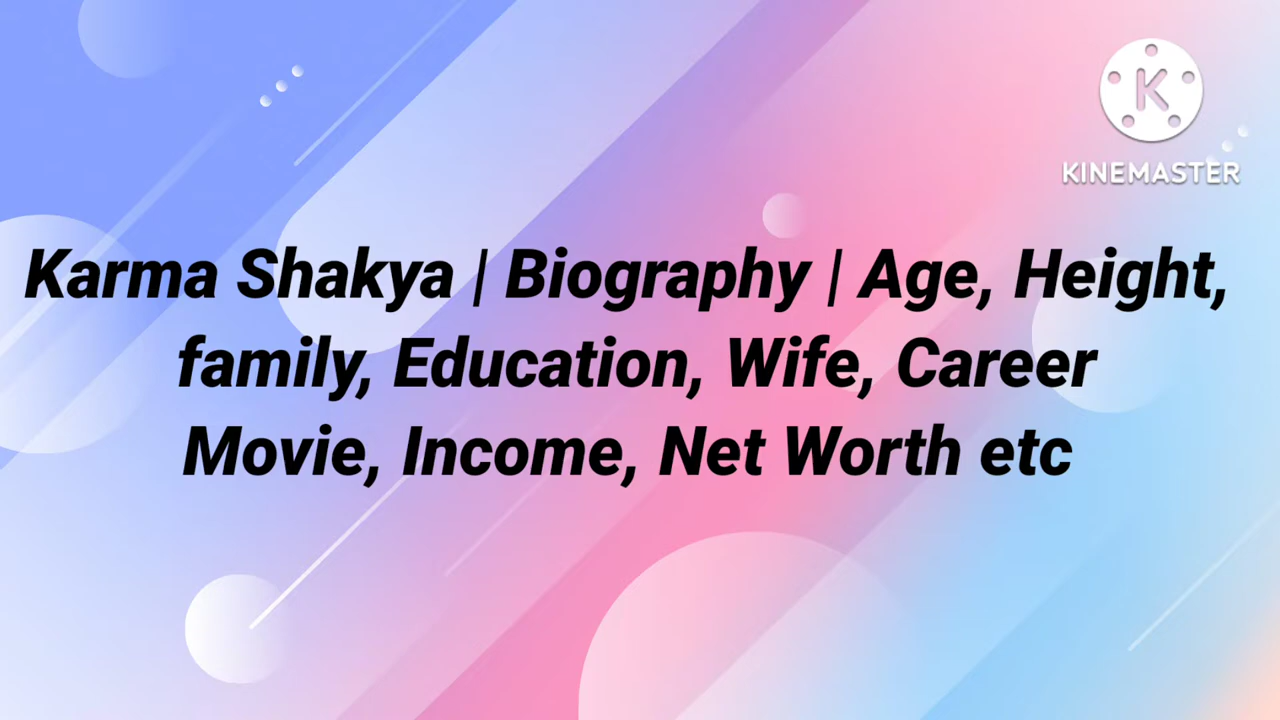 KINEMASTER
Karma Shakya | Biography | Age, Height,
family, Education, Wife, Career
Movie, Income, Net Worth etc